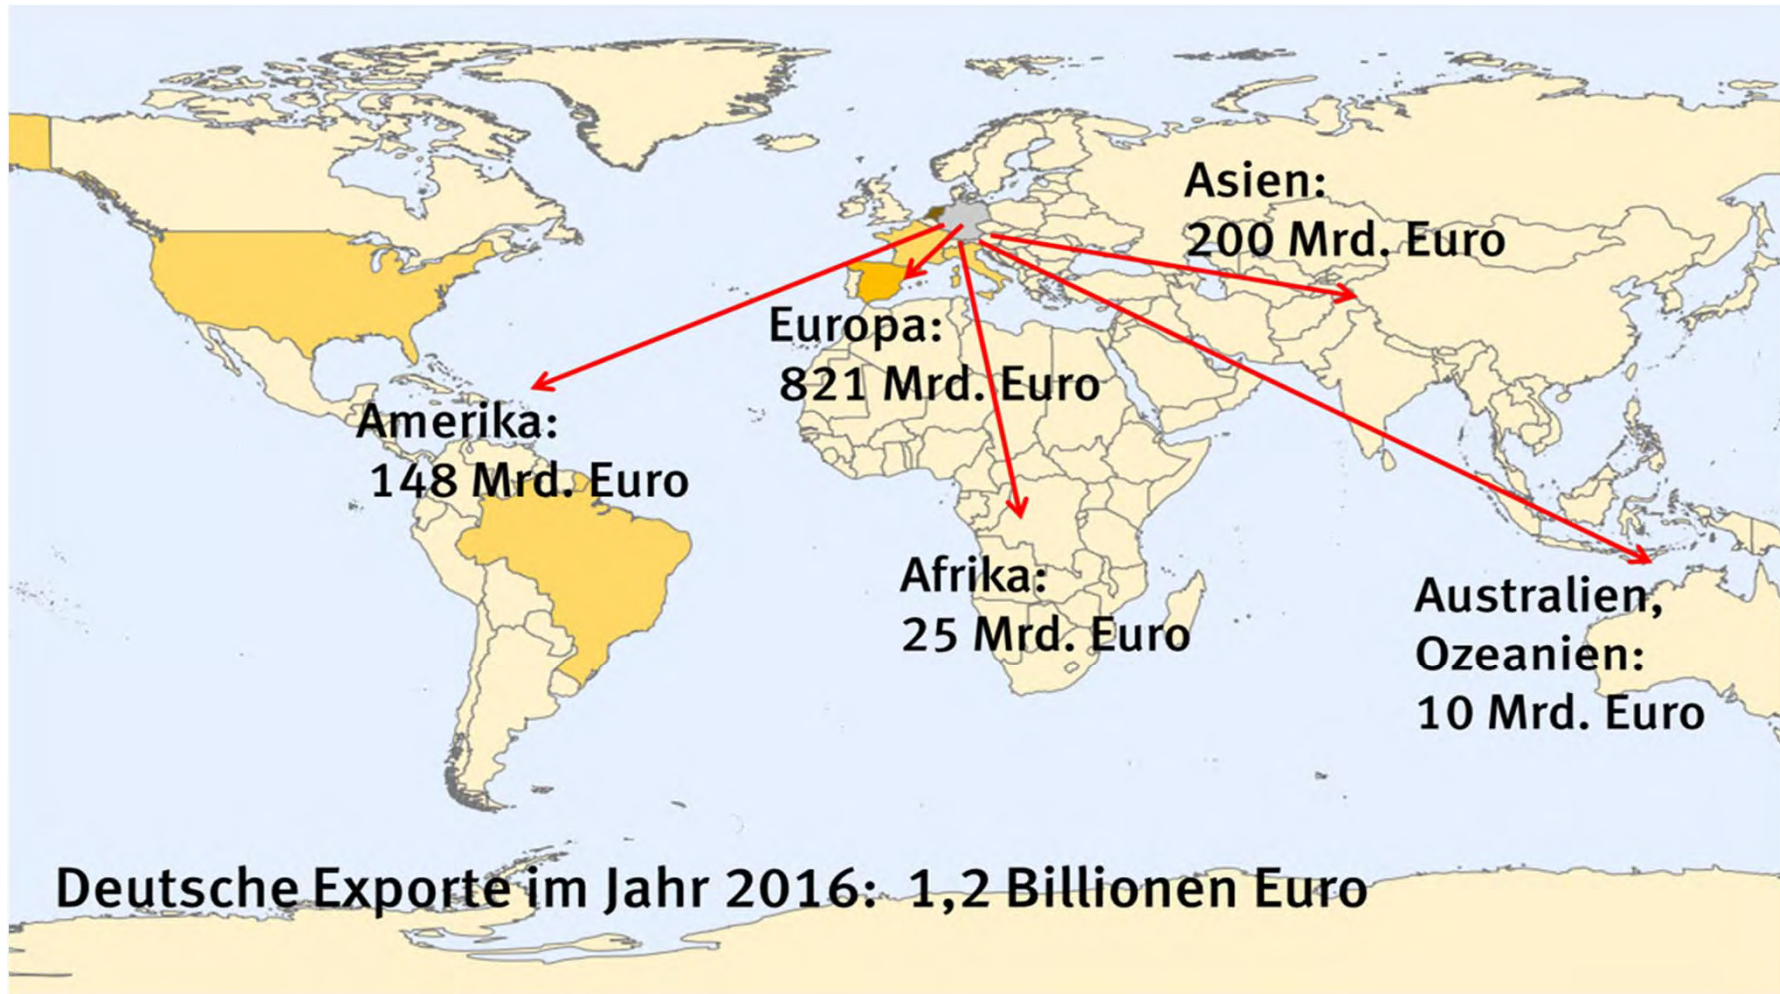 Asien:
200 Mrd. Euro
Europa:
821 Mrd. Euro
Amerika:
148 Mrd. Euro
Afrika:
25 Mrd. Euro
Australien,
Ozeanien:
10 Mrd. Euro
Deutsche Exporte im Jahr 2016: 1,2 Billionen Euro